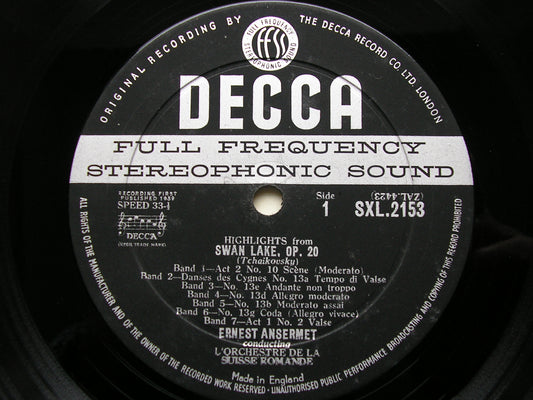 ORIGINAL RECORDING BY THE DECCA RECORD CO. LTD. LONDON
FULL FREQUENCY
FFSS
STEREOPHONIC SOUND
DECCA
FULL FREQUENCY
STEREOPHONIC SOUND
RECORDING FIRST
PUBLISHED 1959
SPEED 33⅓
DECCA
(REGD. TRADE MARK)
Side
1
(ZAL.4423)
SXL.2153
HIGHLIGHTS from
SWAN LAKE, OP. 20
(Tchaikovsky)
Band 1—Act 2 No. 10 Scène (Moderato)
Band 2—Danses des Cygnes No. 13a Tempo di Valse
Band 3—No. 13e Andante non troppo
Band 4—No. 13d Allegro moderato
Band 5—No. 13b Moderato assai
Band 6—No. 13g Coda (Allegro vivace)
Band 7—Act 1 No. 2 Valse
ERNEST ANSERMET
conducting
L'ORCHESTRE DE LA
SUISSE ROMANDE
Made in England
ALL RIGHTS OF THE MANUFACTURER AND OF THE OWNER OF THE RECORDED WORK RESERVED · UNAUTHORISED PUBLIC PERFORMANCE, BROADCASTING AND COPYING OF THIS RECORD PROHIBITED